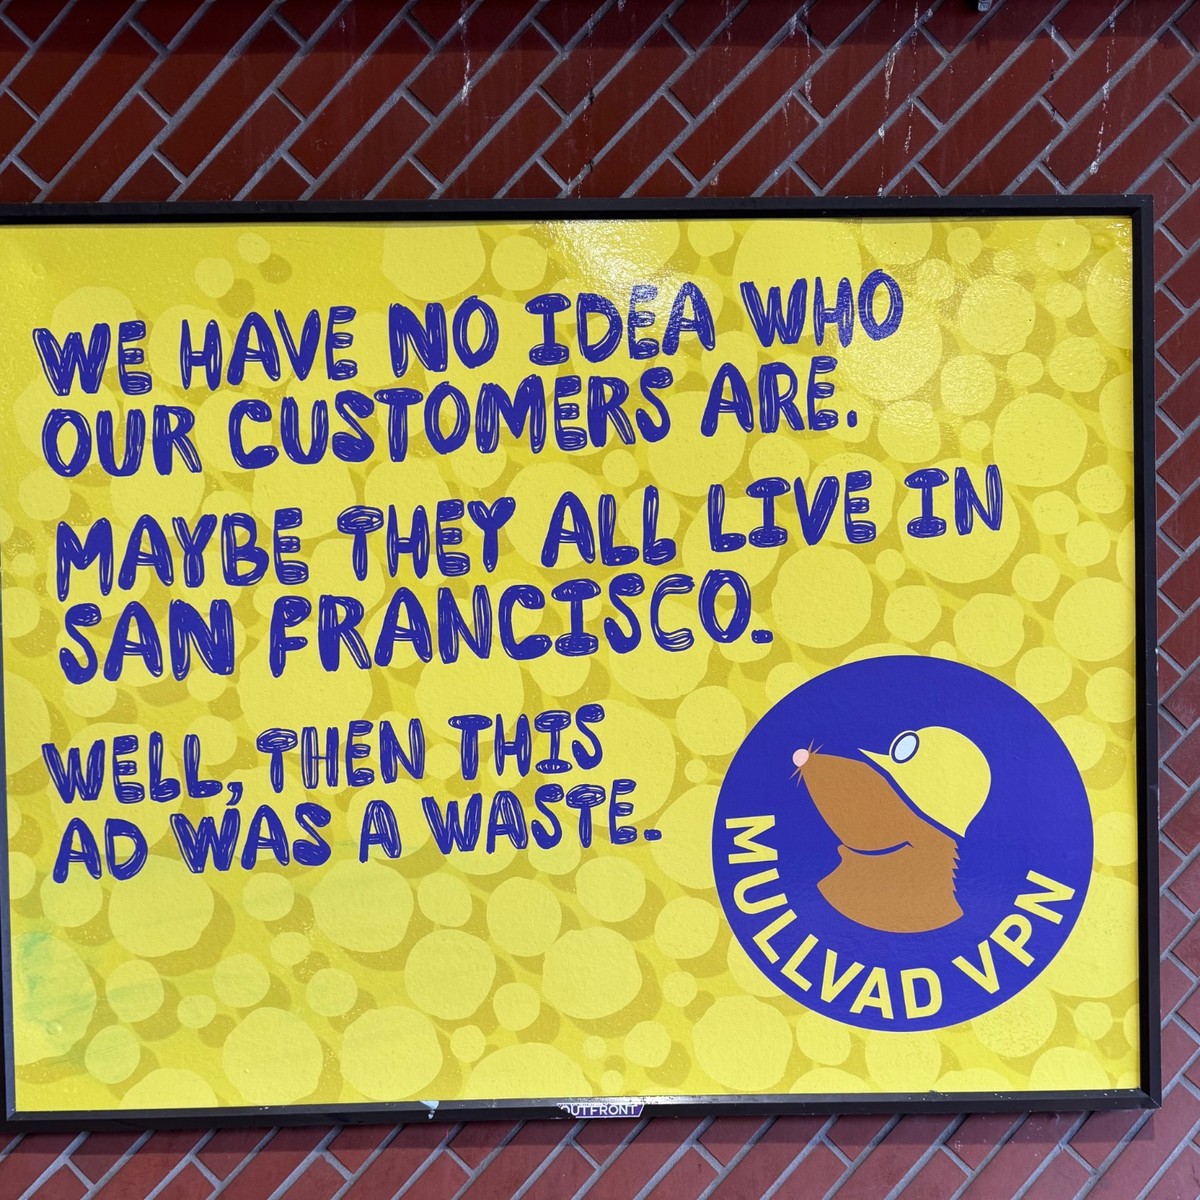 WE HAVE NO IDEA WHO
OUR CUSTOMERS ARE.
MAYBE THEY ALL LIVE IN
SAN FRANCISCO.
WELL, THEN THIS
AD WAS A WASTE.
MULLVAD VPN
OUTFRONT